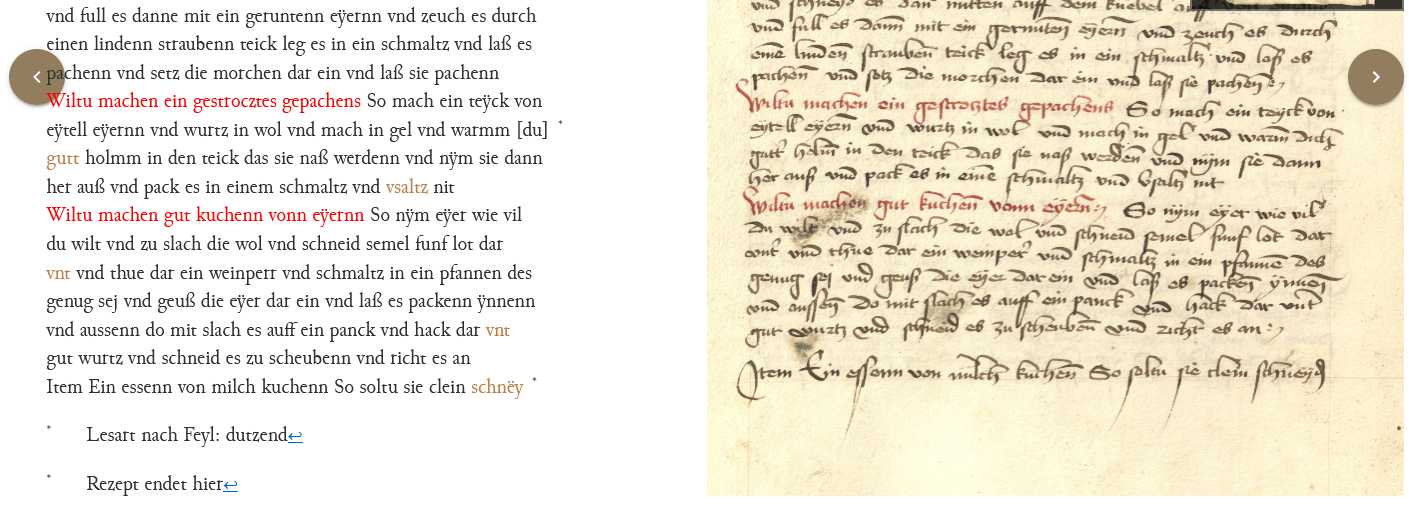 vnd full es danne mit ein geruntenn eÿernn vnd zeuch es durch
einen lindenn straubenn teick leg es in ein schmaltz vnd laß es
pachenn vnd setz die morchen dar ein vnd laß sie pachenn
Wiltu machen ein gestrocztes gepachens So mach ein teÿck von
eÿtell eÿernn vnd wurtz in wol vnd mach in gel vnd warmm [du] *
gutt holmm in den teick das sie naß werdenn vnd nÿm sie dann
her auß vnd pack es in einem schmaltz vnd vsaltz nit
Wiltu machen gut kuchenn vonn eÿernn So nÿm eÿer wie vil
du wilt vnd zu slach die wol vnd schneid semel funf lot dar
vnt vnd thue dar ein weinperr vnd schmaltz in ein pfannen des
genug sej vnd geuß die eÿer dar ein vnd laß es packenn ÿnnenn
vnd aussenn do mit slach es auff ein panck vnd hack dar vnt
gut wurtz vnd schneid es zu scheubenn vnd richt es an
Item Ein essenn von milch kuchenn So soltu sie clein schnëy *
* Lesart nach Feyl: dutzend↩
* Rezept endet hier↩
vnd full es dann mit ein gerunten eÿern vnd zeuch es durch
eine linden strauben teick leg es in ein schmaltz vnd laß es
pachen vnd setz die morchen dar ein vnd laß sie pachen
Wiltu machen ein gestrocztes gepachens So mach ein teyck von
eytell eÿern vnd wurtz in wol vnd mach in gel vnd warm
gutt helm in den teick das sie naß werden vnd nÿm sie dann
her auß vnd pack es in eine schmaltz vnd vsaltz nit
Wiltu machen gut kuchen vonn eÿern So nÿm eÿer wie vil
du wilt vnd zu slach die wol vnd schneid semel funf lot dar
vnt vnd thue dar ein weinper vnd schmaltz in ein pfanne des
genug sej vnd geuß die eÿer dar ein vnd laß es packen ÿnnen
vnd aussen do mit slach es auff ein panck vnd hack dar vnt
gut wurtz vnd schneid es zu scheuben vnd richt es an
Item Ein essenn von milch kuchen So soltu sie clein schneÿd